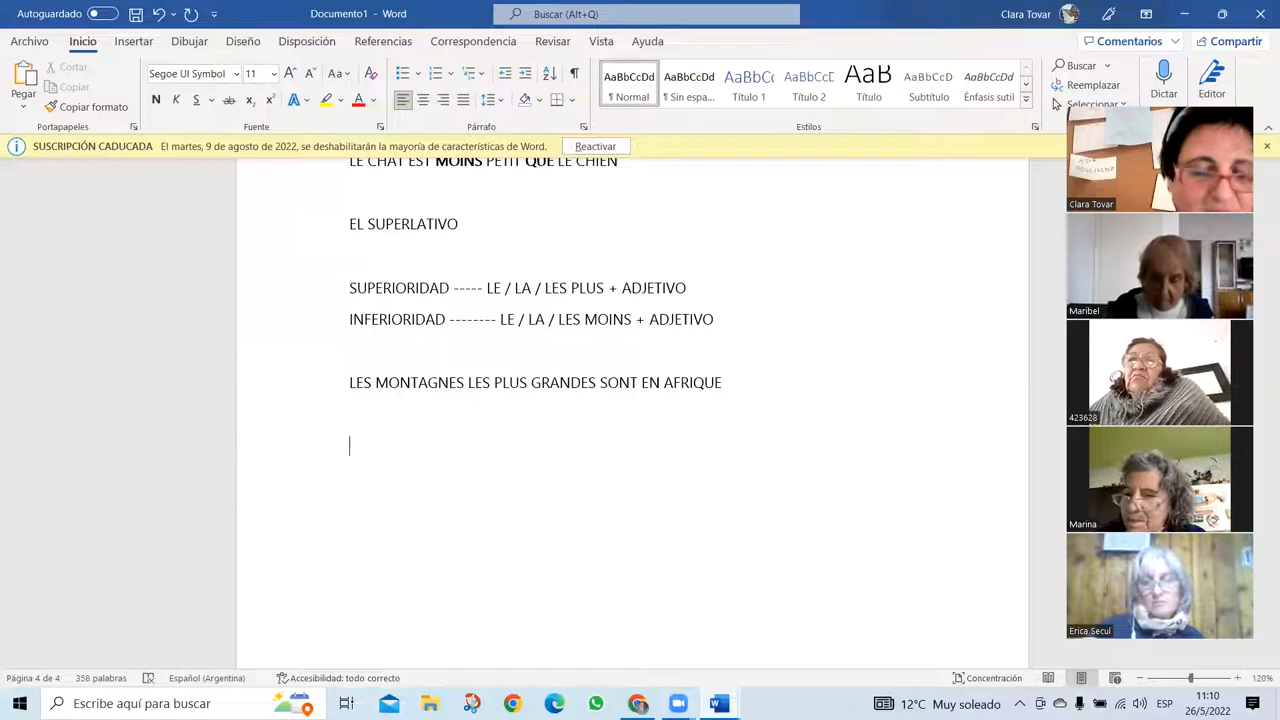 Autoguardado
Documento1 - Word
Buscar (Alt+Q)
Clara Tovar
Archivo Inicio Insertar Dibujar Diseño Disposición Referencias Correspondencia Revisar Vista Ayuda
Comentarios Compartir
Pegar
Cortar
Copiar
Copiar formato
Segoe UI Symbol 11
N K S
AaBbCcDd AaBbCcDd AaBbCc AaBbCcD AaB AaBbCcD AaBbCcDd
¶ Normal ¶ Sin espa... Título 1 Título 2 Título Subtítulo Énfasis sutil
Buscar
Reemplazar
Seleccionar
Dictar
Editor
Portapapeles Fuente Párrafo Estilos
SUSCRIPCIÓN CADUCADA El martes, 9 de agosto de 2022, se deshabilitarán la mayoría de características de Word. Reactivar
LE CHAT EST MOINS PETIT QUE LE CHIEN
EL SUPERLATIVO
SUPERIORIDAD ----- LE / LA / LES PLUS + ADJETIVO
INFERIORIDAD -------- LE / LA / LES MOINS + ADJETIVO
LES MONTAGNES LES PLUS GRANDES SONT EN AFRIQUE
Clara Tovar
Maribel
423628
Marina
Erica Secul
Página 4 de 4 358 palabras Español (Argentina) Accesibilidad: todo correcto
Concentración 120%
Escribe aquí para buscar
12°C Muy soleado
ESP
11:10
26/5/2022